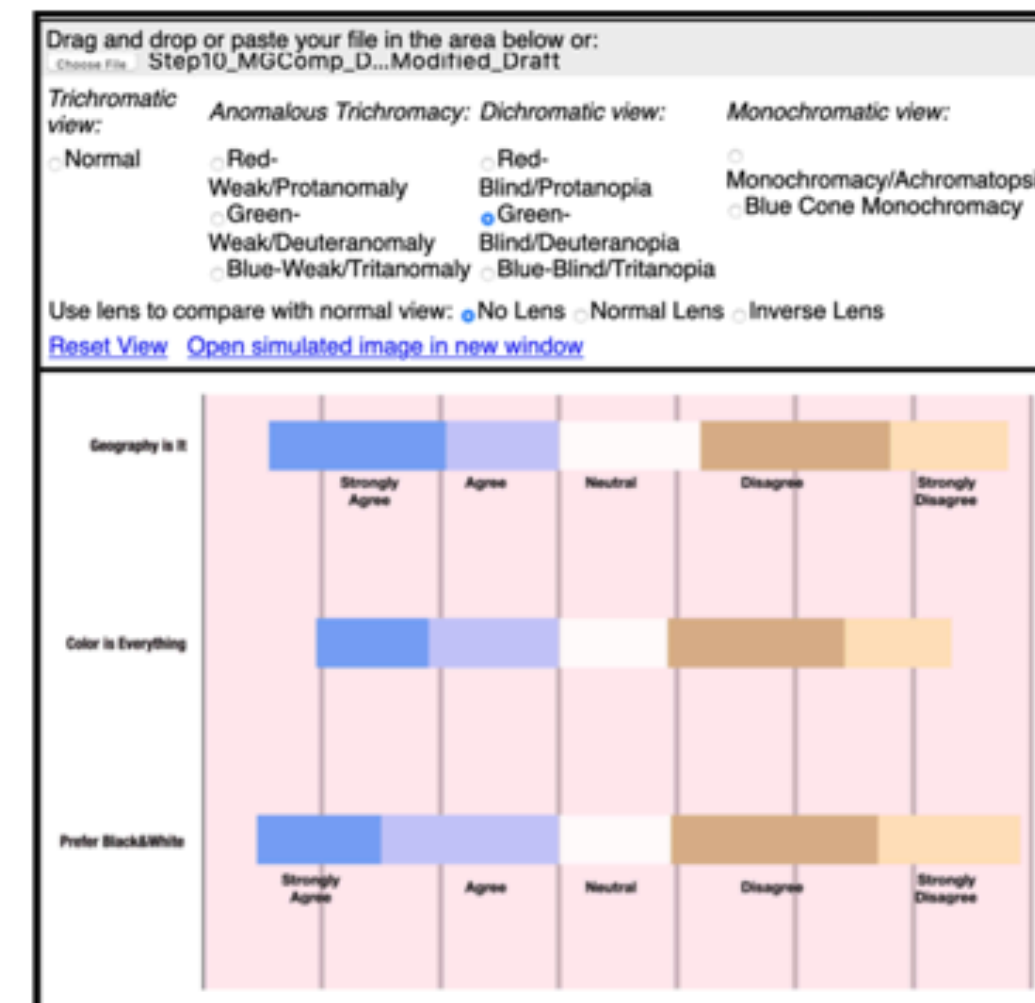 Drag and drop or paste your file in the area below or:
Choose File Step10_MGComp_D...Modified_Draft
Trichromatic
view:
Normal
Anomalous Trichromacy:
Red-
Weak/Protanomaly
Green-
Weak/Deuteranomaly
Blue-Weak/Tritanomaly
Dichromatic view:
Red-
Blind/Protanopia
Green-
Blind/Deuteranopia
Blue-Blind/Tritanopia
Monochromatic view:
Monochromacy/Achromatopsi
Blue Cone Monochromacy
Use lens to compare with normal view: No Lens Normal Lens Inverse Lens
Reset View Open simulated image in new window
Geography is It
Strongly
Agree
Agree
Neutral
Disagree
Strongly
Disagree
Color is Everything
Prefer Black&White
Strongly
Agree
Agree
Neutral
Disagree
Strongly
Disagree